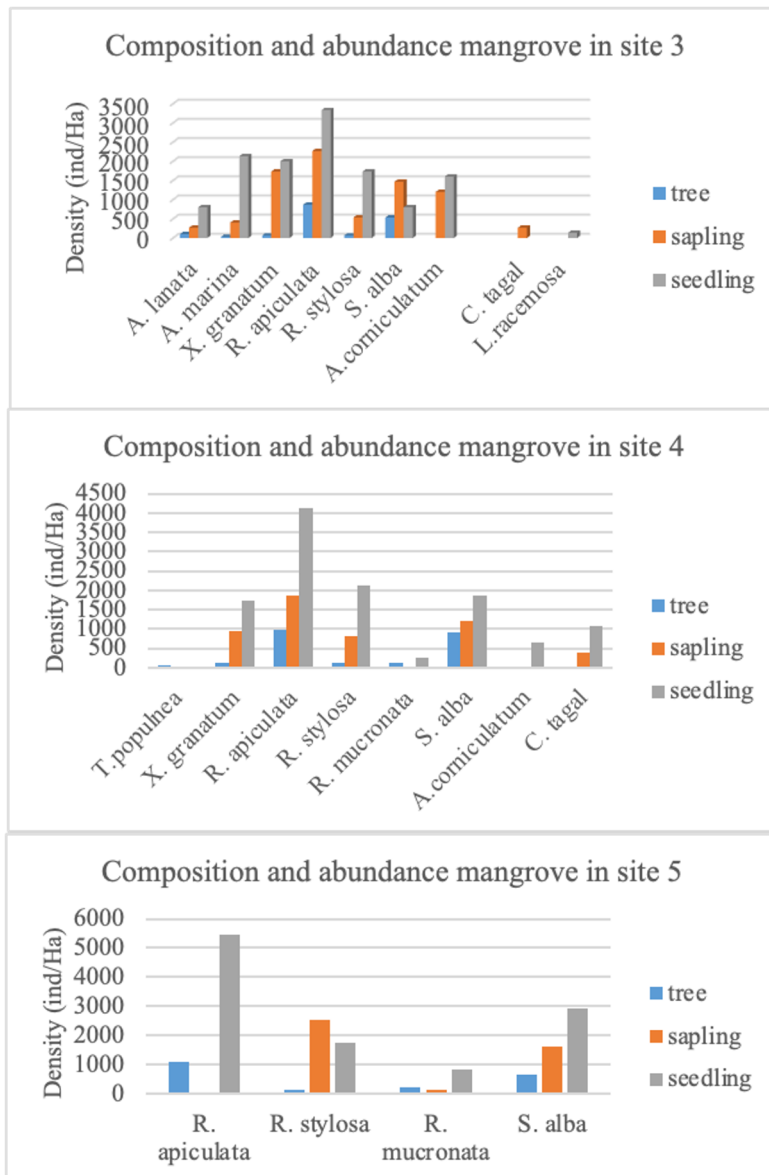 Composition and abundance mangrove in site 3
Density (ind/Ha)
3500
3000
2500
2000
1500
1000
500
0
A. lanata
A. marina
X. granatum
R. apiculata
R. stylosa
S. alba
A.corniculatum
C. tagal
L.racemosa
tree
sapling
seedling
Composition and abundance mangrove in site 4
Density (ind/Ha)
4500
4000
3500
3000
2500
2000
1500
1000
500
0
T.populnea
X. granatum
R. apiculata
R. stylosa
R. mucronata
S. alba
A.corniculatum
C. tagal
tree
sapling
seedling
Composition and abundance mangrove in site 5
Density (ind/Ha)
6000
5000
4000
3000
2000
1000
0
R.
apiculata
R. stylosa
R.
mucronata
S. alba
tree
sapling
seedling